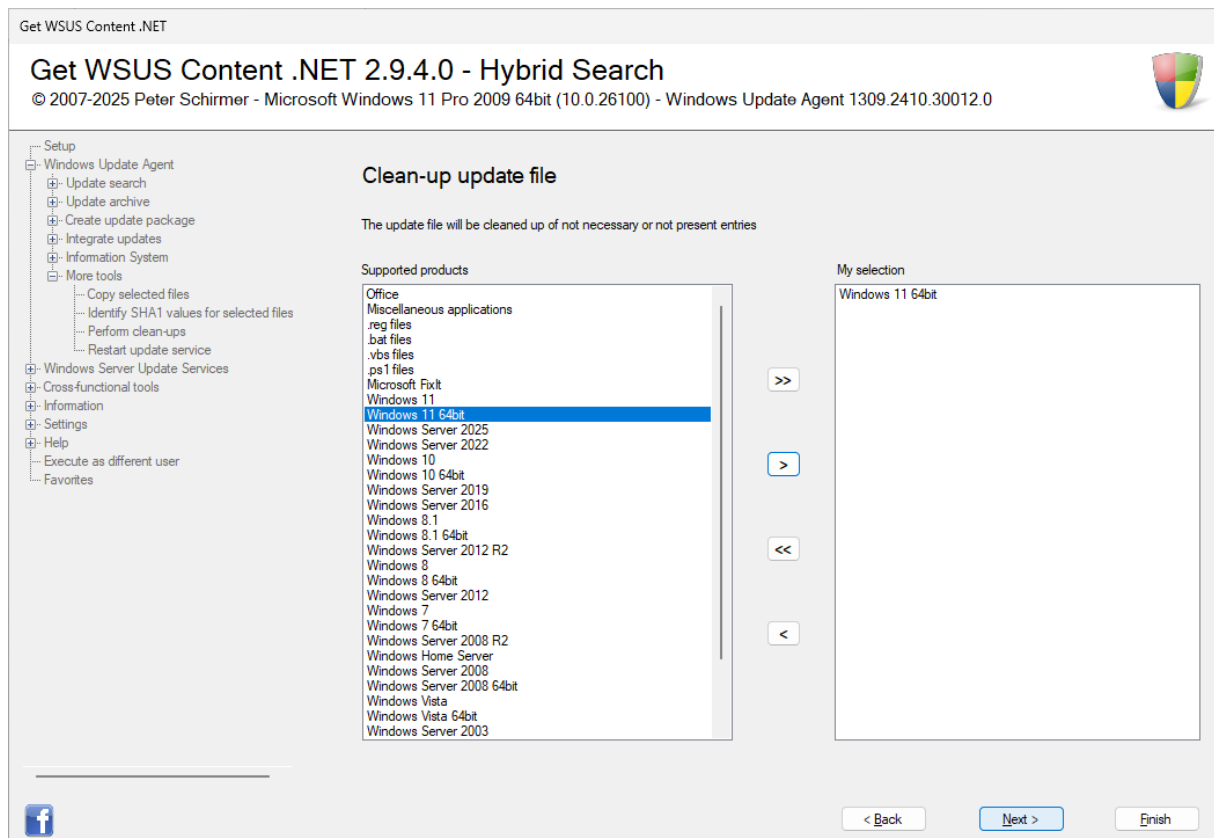 Get WSUS Content .NET
Get WSUS Content .NET 2.9.4.0 - Hybrid Search
© 2007-2025 Peter Schirmer - Microsoft Windows 11 Pro 2009 64bit (10.0.26100) - Windows Update Agent 1309.2410.30012.0
Setup
Windows Update Agent
Update search
Update archive
Create update package
Integrate updates
Information System
More tools
Copy selected files
Identify SHA1 values for selected files
Perform clean-ups
Restart update service
Windows Server Update Services
Cross-functional tools
Information
Settings
Help
Execute as different user
Favorites
Clean-up update file
The update file will be cleaned up of not necessary or not present entries
Supported products
Office
Miscellaneous applications
.reg files
.bat files
.vbs files
.ps1 files
Microsoft FixIt
Windows 11
Windows 11 64bit
Windows Server 2025
Windows Server 2022
Windows 10
Windows 10 64bit
Windows Server 2019
Windows Server 2016
Windows 8.1
Windows 8.1 64bit
Windows Server 2012 R2
Windows 8
Windows 8 64bit
Windows Server 2012
Windows 7
Windows 7 64bit
Windows Server 2008 R2
Windows Home Server
Windows Server 2008
Windows Server 2008 64bit
Windows Vista
Windows Vista 64bit
Windows Server 2003
>>
>
<<
<
My selection
Windows 11 64bit
f
< Back
Next >
Finish